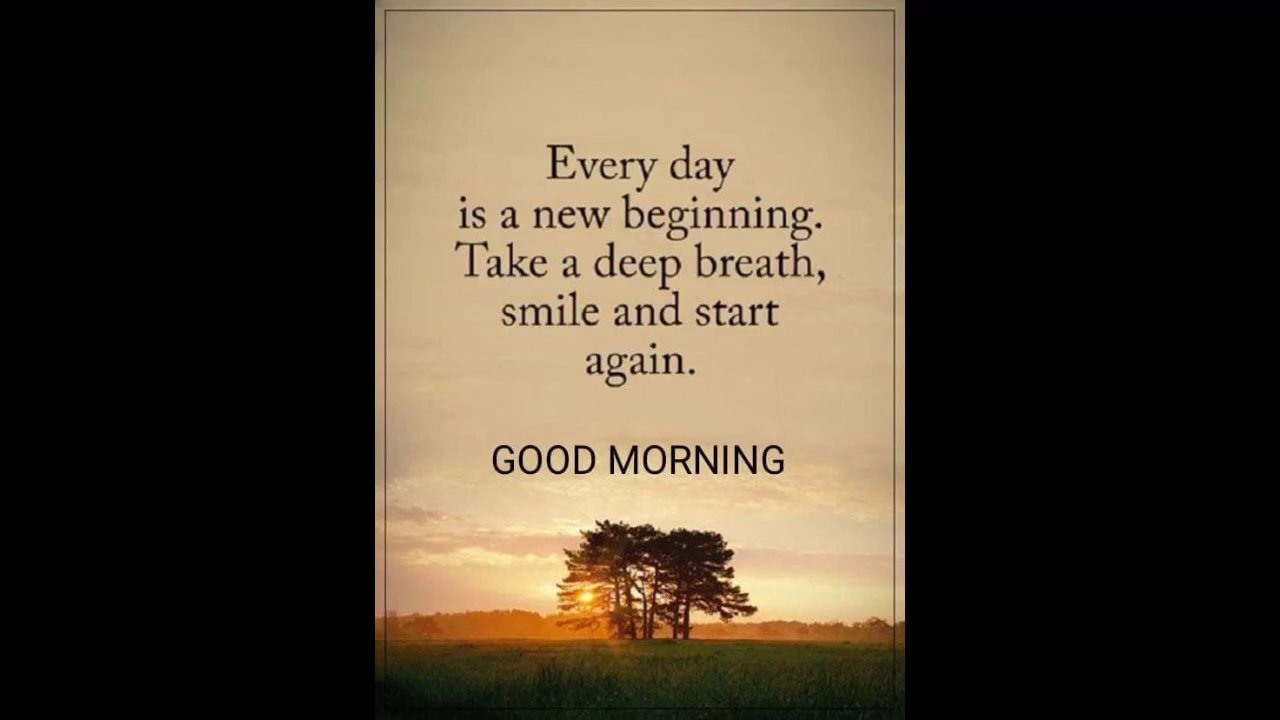 Every day
is a new beginning.
Take a deep breath,
smile and start
again.
GOOD MORNING